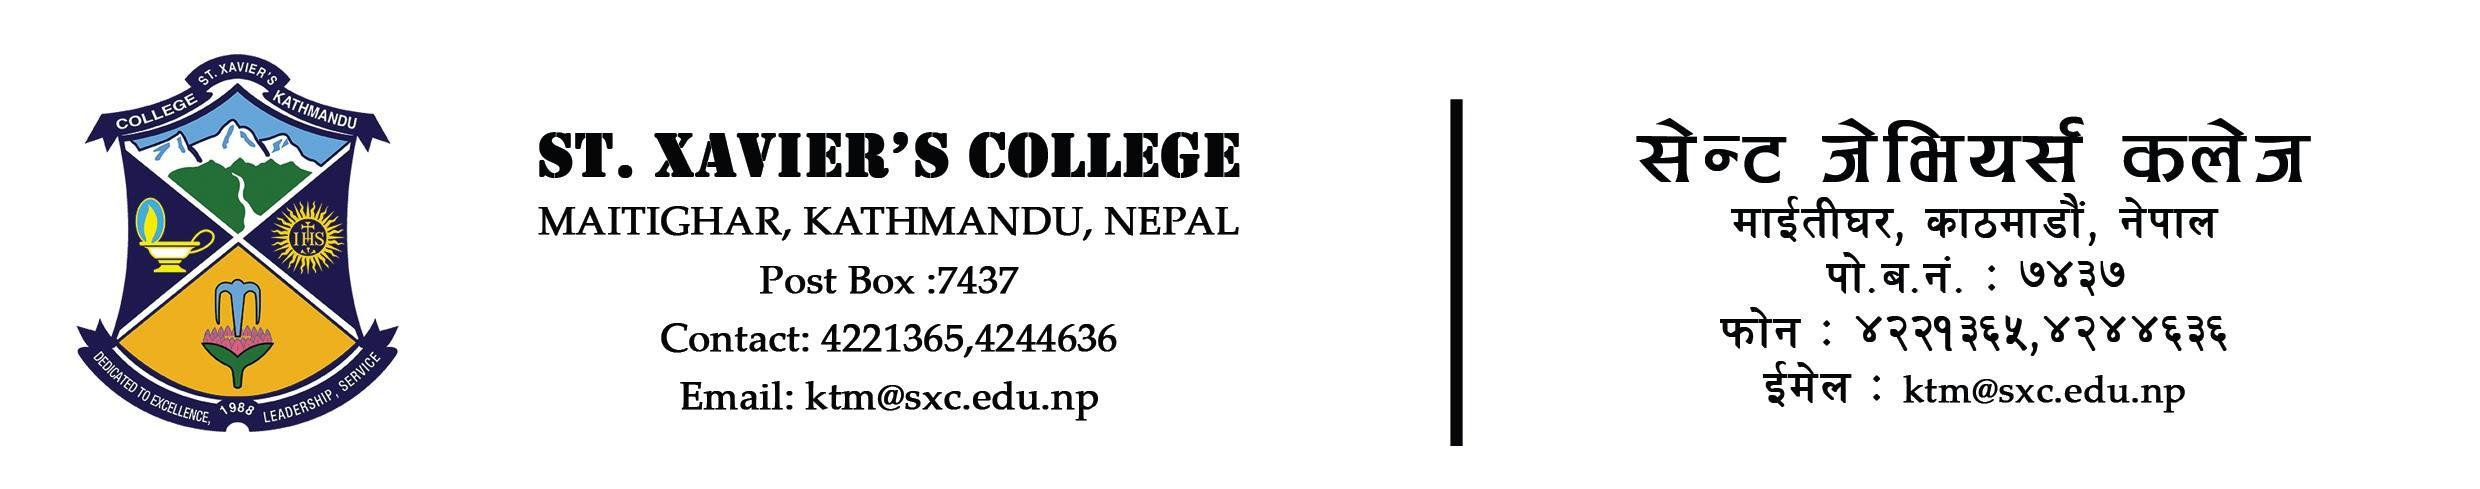 COLLEGE ST. XAVIER'S KATHMANDU
IHS
DEDICATED TO EXCELLENCE, 1988 LEADERSHIP, SERVICE
ST. XAVIER'S COLLEGE
MAITIGHAR, KATHMANDU, NEPAL
Post Box :7437
Contact: 4221365,4244636
Email: ktm@sxc.edu.np
सेन्ट जेभियर्स कलेज
माईतीघर, काठमाडौं, नेपाल
पो.ब.नं. : ७४३७
फोन : ४२२१३६५,४२४४६३६
ईमेल : ktm@sxc.edu.np